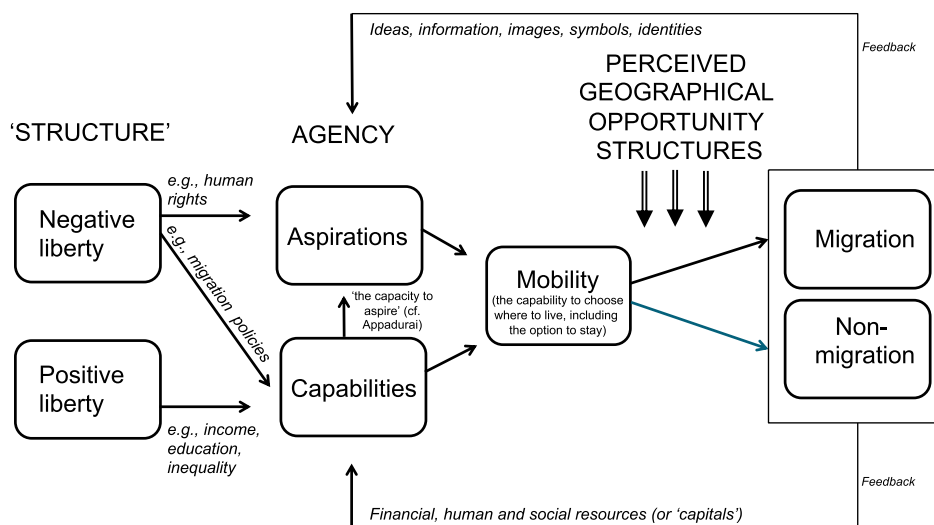 Ideas, information, images, symbols, identities
Feedback
PERCEIVED
GEOGRAPHICAL
OPPORTUNITY
STRUCTURES
‘STRUCTURE’
AGENCY
e.g., human
rights
Negative
liberty
e.g., migration policies
Aspirations
Migration
Mobility
(the capability to choose
where to live, including
the option to stay)
‘the capacity to
aspire’ (cf.
Appadurai)
Non-
migration
Positive
liberty
Capabilities
e.g., income,
education,
inequality
Feedback
Financial, human and social resources (or ‘capitals’)